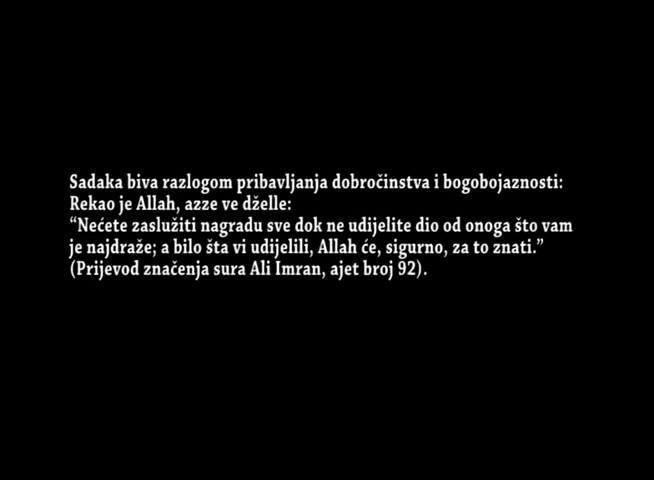 Sadaka biva razlogom pribavljanja dobročinstva i bogobojaznosti:
Rekao je Allah, azze ve dželle:
“Nećete zaslužiti nagradu sve dok ne udijelite dio od onoga što vam
je najdraže; a bilo šta vi udijelili, Allah će, sigurno, za to znati.”
(Prijevod značenja sura Ali Imran, ajet broj 92).